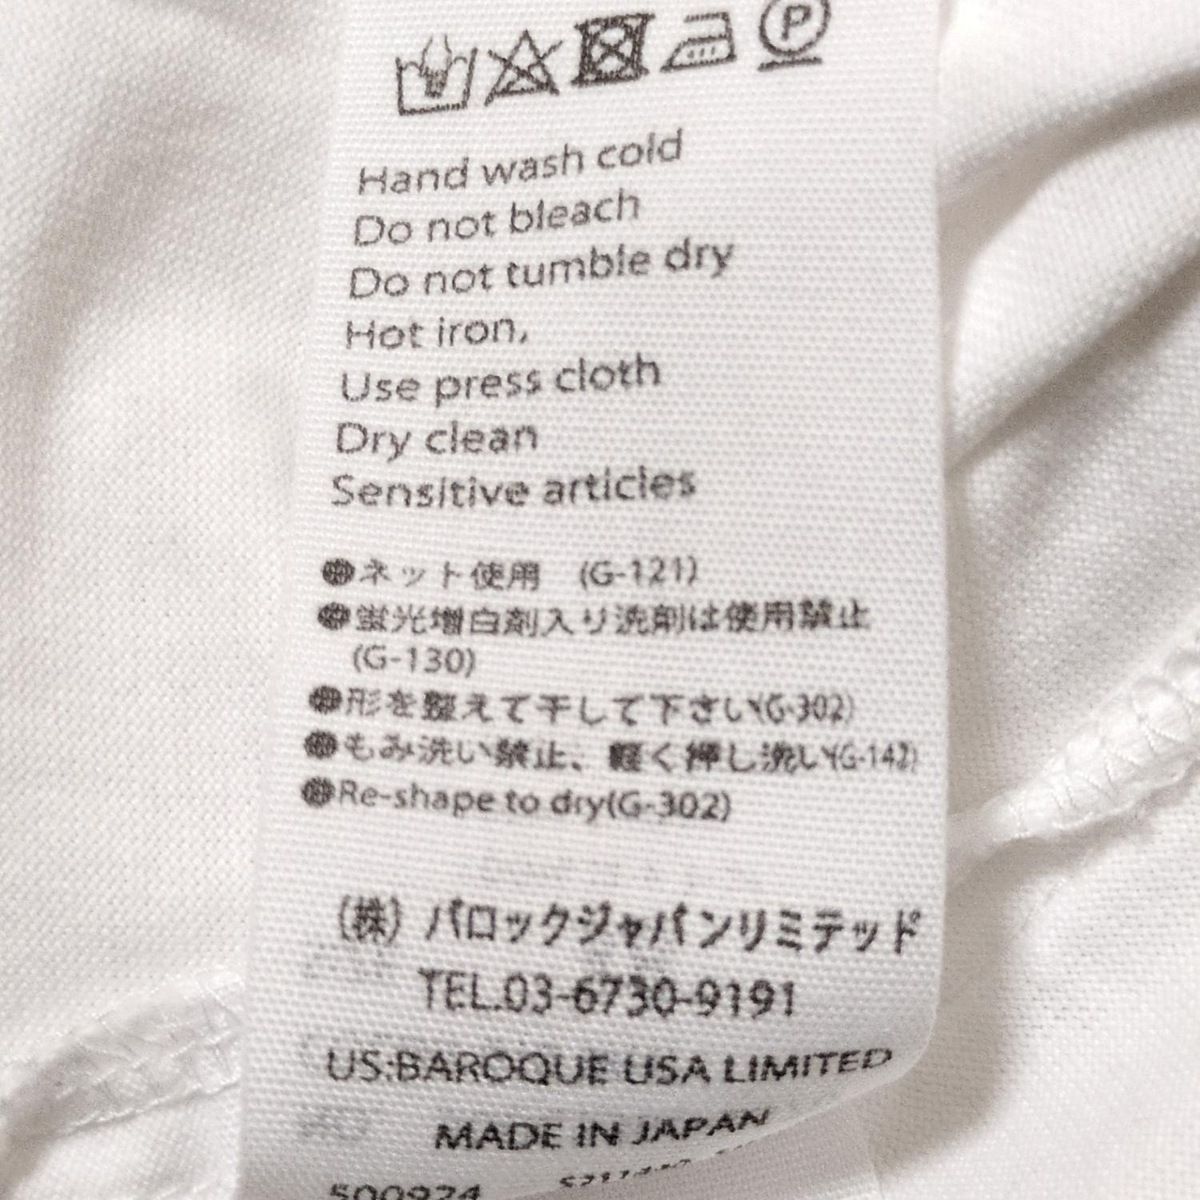 P
Hand wash cold
Do not bleach
Do not tumble dry
Hot iron,
Use press cloth
Dry clean
Sensitive articles
●ネット使用 (G-121)
●蛍光増白剤入り洗剤は使用禁止
(G-130)
●形を整えて干して下さい(G-302)
●もみ洗い禁止、軽く押し洗い(G-142)
●Re-shape to dry(G-302)
(株) バロックジャパンリミテッド
TEL.03-6730-9191
US:BAROQUE USA LIMITED
MADE IN JAPAN
500924